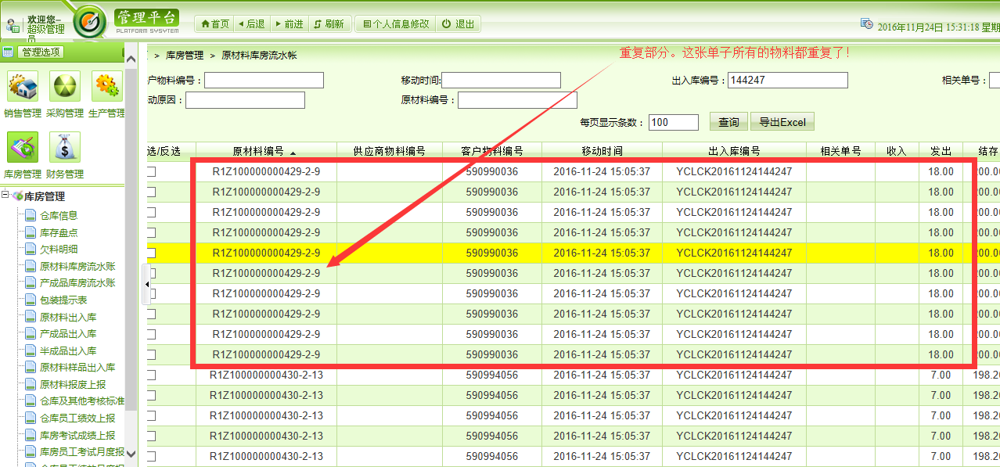 欢迎您–
超级管理
员
管理平台
PLATFORM SYSYTEM
首页
后退
前进
刷新
个人信息修改
退出
2016年11月24日 15:31:18 星期
管理选项
销售管理 采购管理 生产管理
库房管理 财务管理
库房管理
仓库信息
库存盘点
欠料明细
原材料库房流水账
产成品库房流水账
包装提示表
原材料出入库
产成品出入库
半成品出入库
原材料样品出入库
原材料报废上报
仓库及其他考核标准
仓库员工绩效上报
库房考试成绩上报
库房员工考试月度报
> 库房管理 > 原材料库房流水帐
重复部分。这张单子所有的物料都重复了!
户物料编号: 移动时间: 出入库编号: 144247 相关单号:
动原因: 原材料编号:
每页显示条数: 100 查询 导出Excel
选/反选 原材料编号 供应商物料编号 客户物料编号 移动时间 出入库编号 相关单号 收入 发出 结存
R1Z100000000429-2-9 590990036 2016-11-24 15:05:37 YCLCK20161124144247 18.00 200.00
R1Z100000000429-2-9 590990036 2016-11-24 15:05:37 YCLCK20161124144247 18.00 200.00
R1Z100000000429-2-9 590990036 2016-11-24 15:05:37 YCLCK20161124144247 18.00 200.00
R1Z100000000429-2-9 590990036 2016-11-24 15:05:37 YCLCK20161124144247 18.00 200.00
R1Z100000000429-2-9 590990036 2016-11-24 15:05:37 YCLCK20161124144247 18.00 200.00
R1Z100000000429-2-9 590990036 2016-11-24 15:05:37 YCLCK20161124144247 18.00 200.00
R1Z100000000429-2-9 590990036 2016-11-24 15:05:37 YCLCK20161124144247 18.00 200.00
R1Z100000000429-2-9 590990036 2016-11-24 15:05:37 YCLCK20161124144247 18.00 200.00
R1Z100000000429-2-9 590990036 2016-11-24 15:05:37 YCLCK20161124144247 18.00 200.00
R1Z100000000429-2-9 590990036 2016-11-24 15:05:37 YCLCK20161124144247 18.00 200.00
R1Z100000000430-2-13 590994056 2016-11-24 15:05:37 YCLCK20161124144247 7.00 198.20
R1Z100000000430-2-13 590994056 2016-11-24 15:05:37 YCLCK20161124144247 7.00 198.20
R1Z100000000430-2-13 590994056 2016-11-24 15:05:37 YCLCK20161124144247 7.00 198.20
R1Z100000000430-2-13 590994056 2016-11-24 15:05:37 YCLCK20161124144247 7.00 198.20
R1Z100000000430-2-13 590994056 2016-11-24 15:05:37 YCLCK20161124144247 7.00 198.20